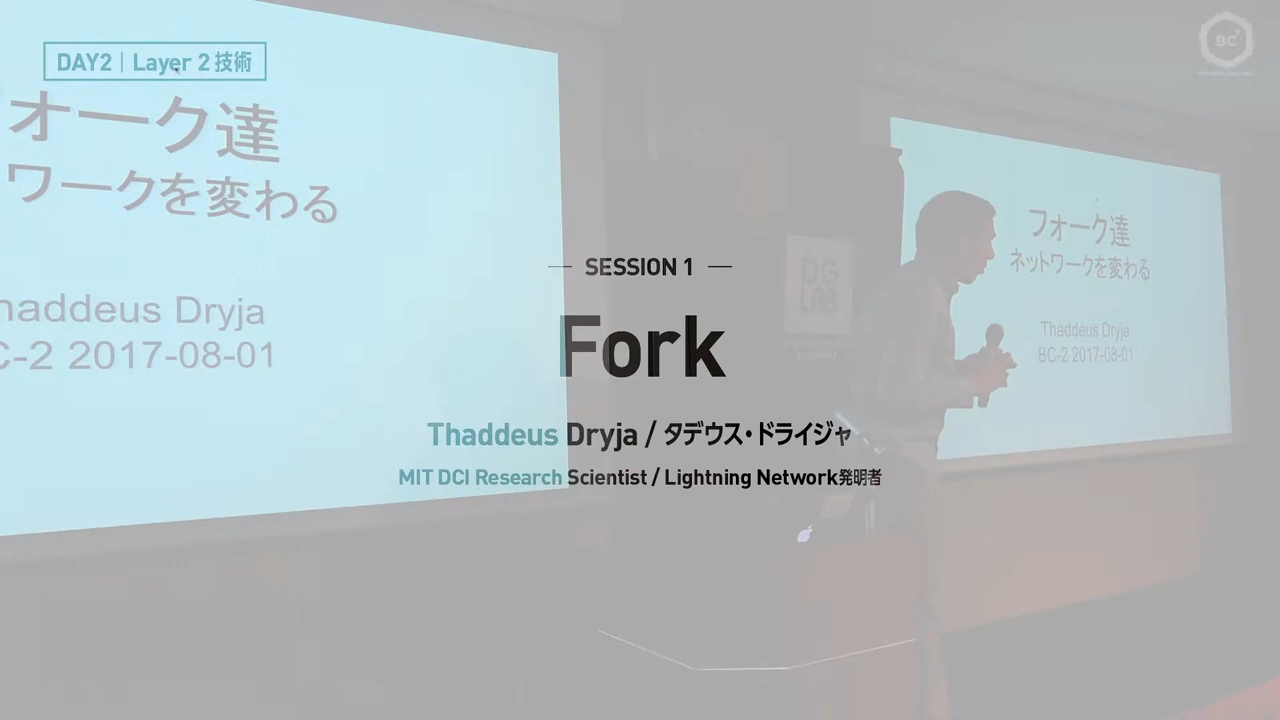 DAY2 | Layer 2 技術
BC²
ォーク達
ワークを変わる
haddeus Dryja
C-2 2017-08-01
SESSION 1
Fork
Thaddeus Dryja / タデウス・ドライジャ
MIT DCI Research Scientist / Lightning Network発明者
DG
LAB
フォーク達
ネットワークを変わる
Thaddeus Dryja
BC-2 2017-08-01